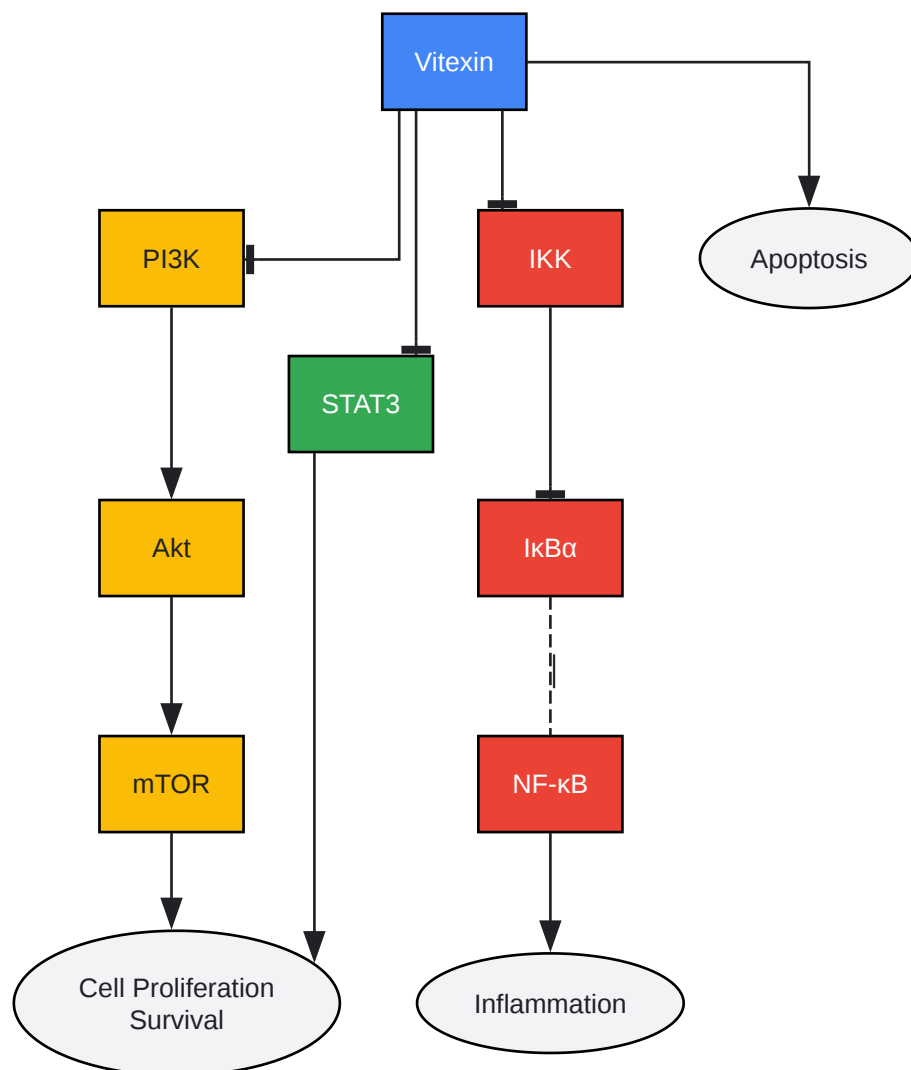 Vitexin
PI3K
IKK
Apoptosis
STAT3
Akt
IκBα
mTOR
NF-κB
Cell Proliferation
Survival
Inflammation